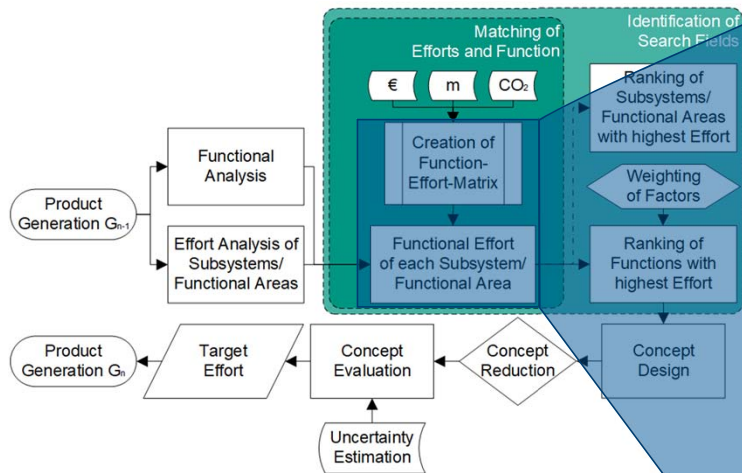 Identification of
Search Fields
Matching of
Efforts and Function
€
m
CO₂
Ranking of
Subsystems/
Functional Areas
with highest Effort
Creation of
Function-
Effort-Matrix
Functional
Analysis
Weighting
of Factors
Product
Generation Gₙ₋₁
Effort Analysis of
Subsystems/
Functional Areas
Functional Effort
of each Subsystem/
Functional Area
Ranking of
Functions with
highest Effort
Product
Generation Gₙ
Target
Effort
Concept
Evaluation
Concept
Reduction
Concept
Design
Uncertainty
Estimation